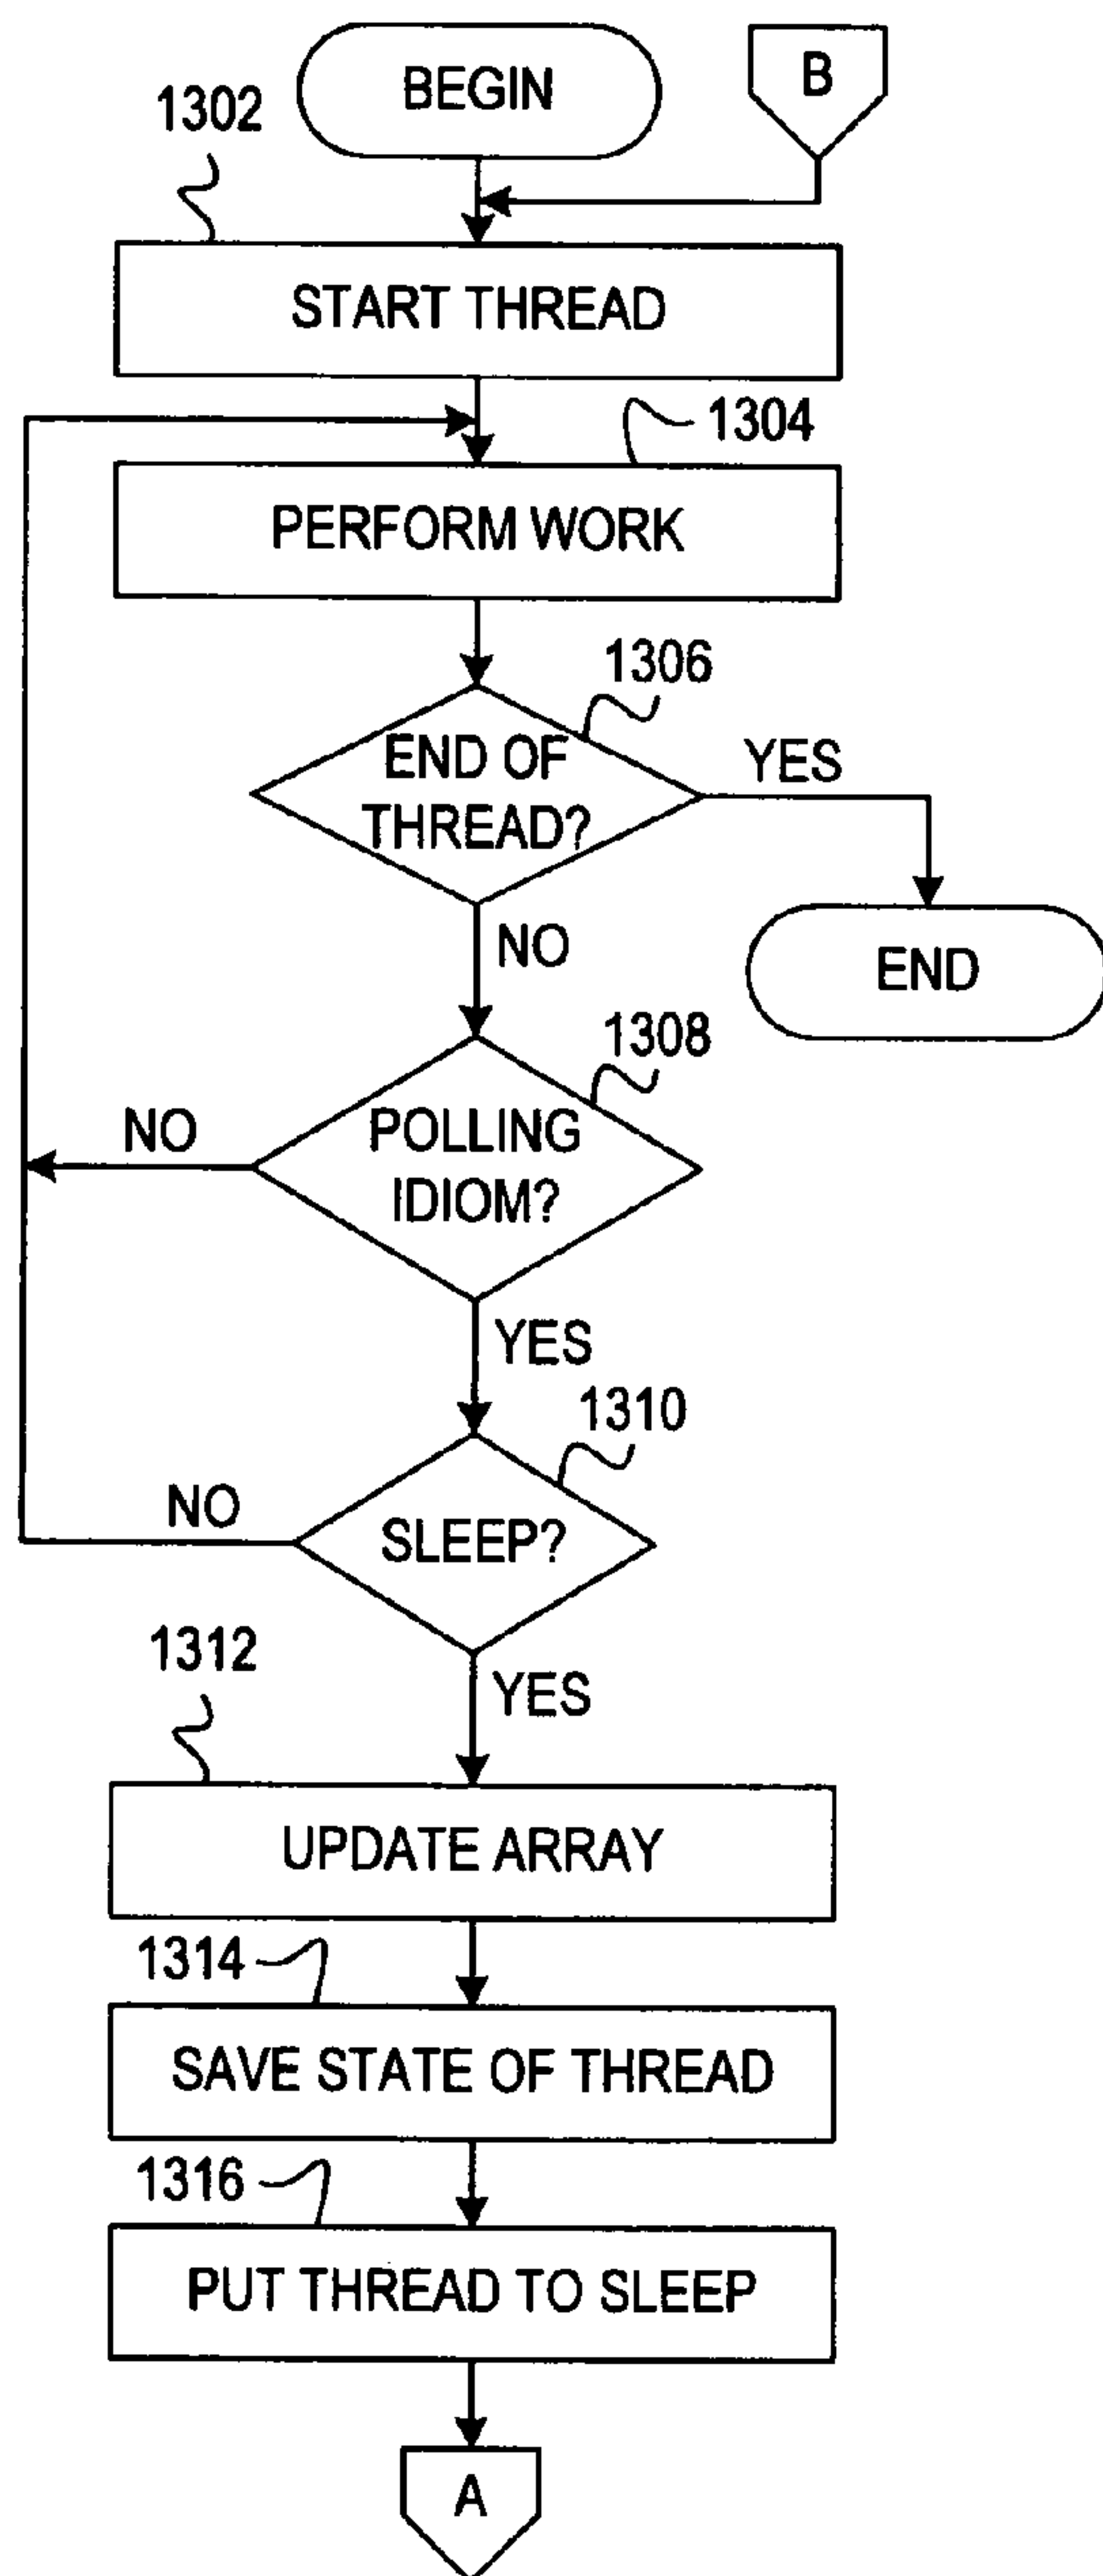 BEGIN
B
1302
START THREAD
1304
PERFORM WORK
1306
END OF
THREAD?
YES
NO
END
1308
POLLING
IDIOM?
NO
YES
1310
SLEEP?
NO
YES
1312
UPDATE ARRAY
1314
SAVE STATE OF THREAD
1316
PUT THREAD TO SLEEP
A